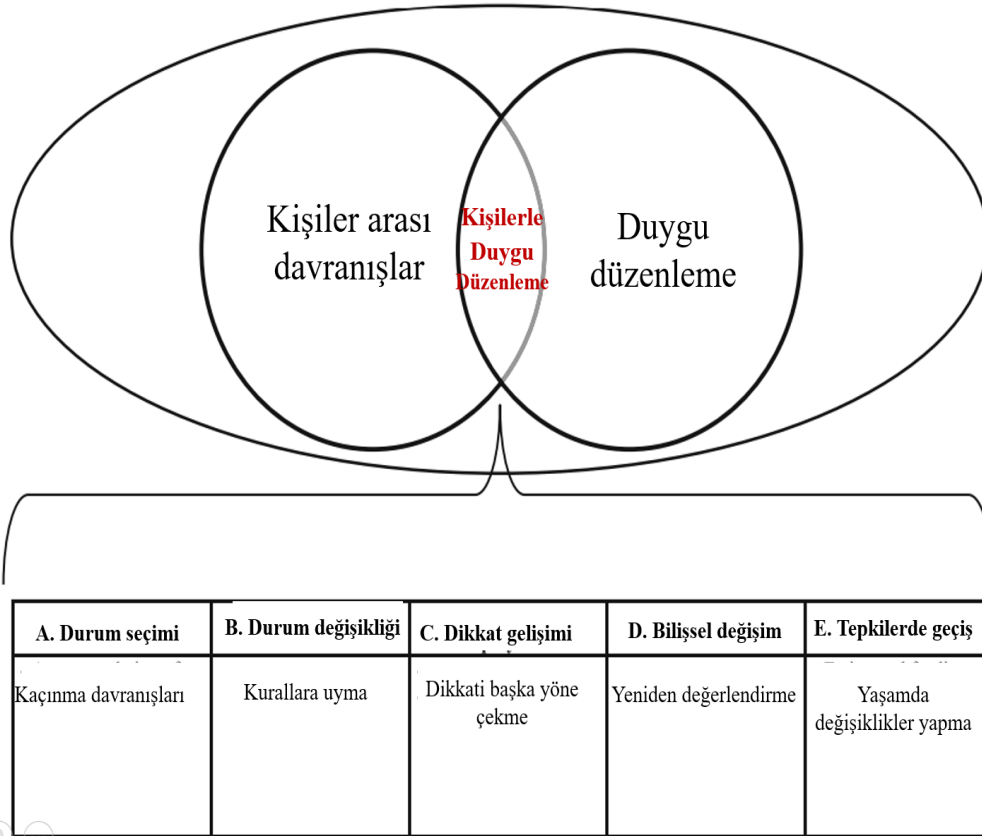 Kişiler arası
davranışlar
Kişilerle
Duygu
Düzenleme
Duygu
düzenleme
A. Durum seçimi
B. Durum değişikliği
C. Dikkat gelişimi
D. Bilişsel değişim
E. Tepkilerde geçiş
Kaçınma davranışları
Kurallara uyma
Dikkati başka yöne
çekme
Yeniden değerlendirme
Yaşamda
değişiklikler yapma